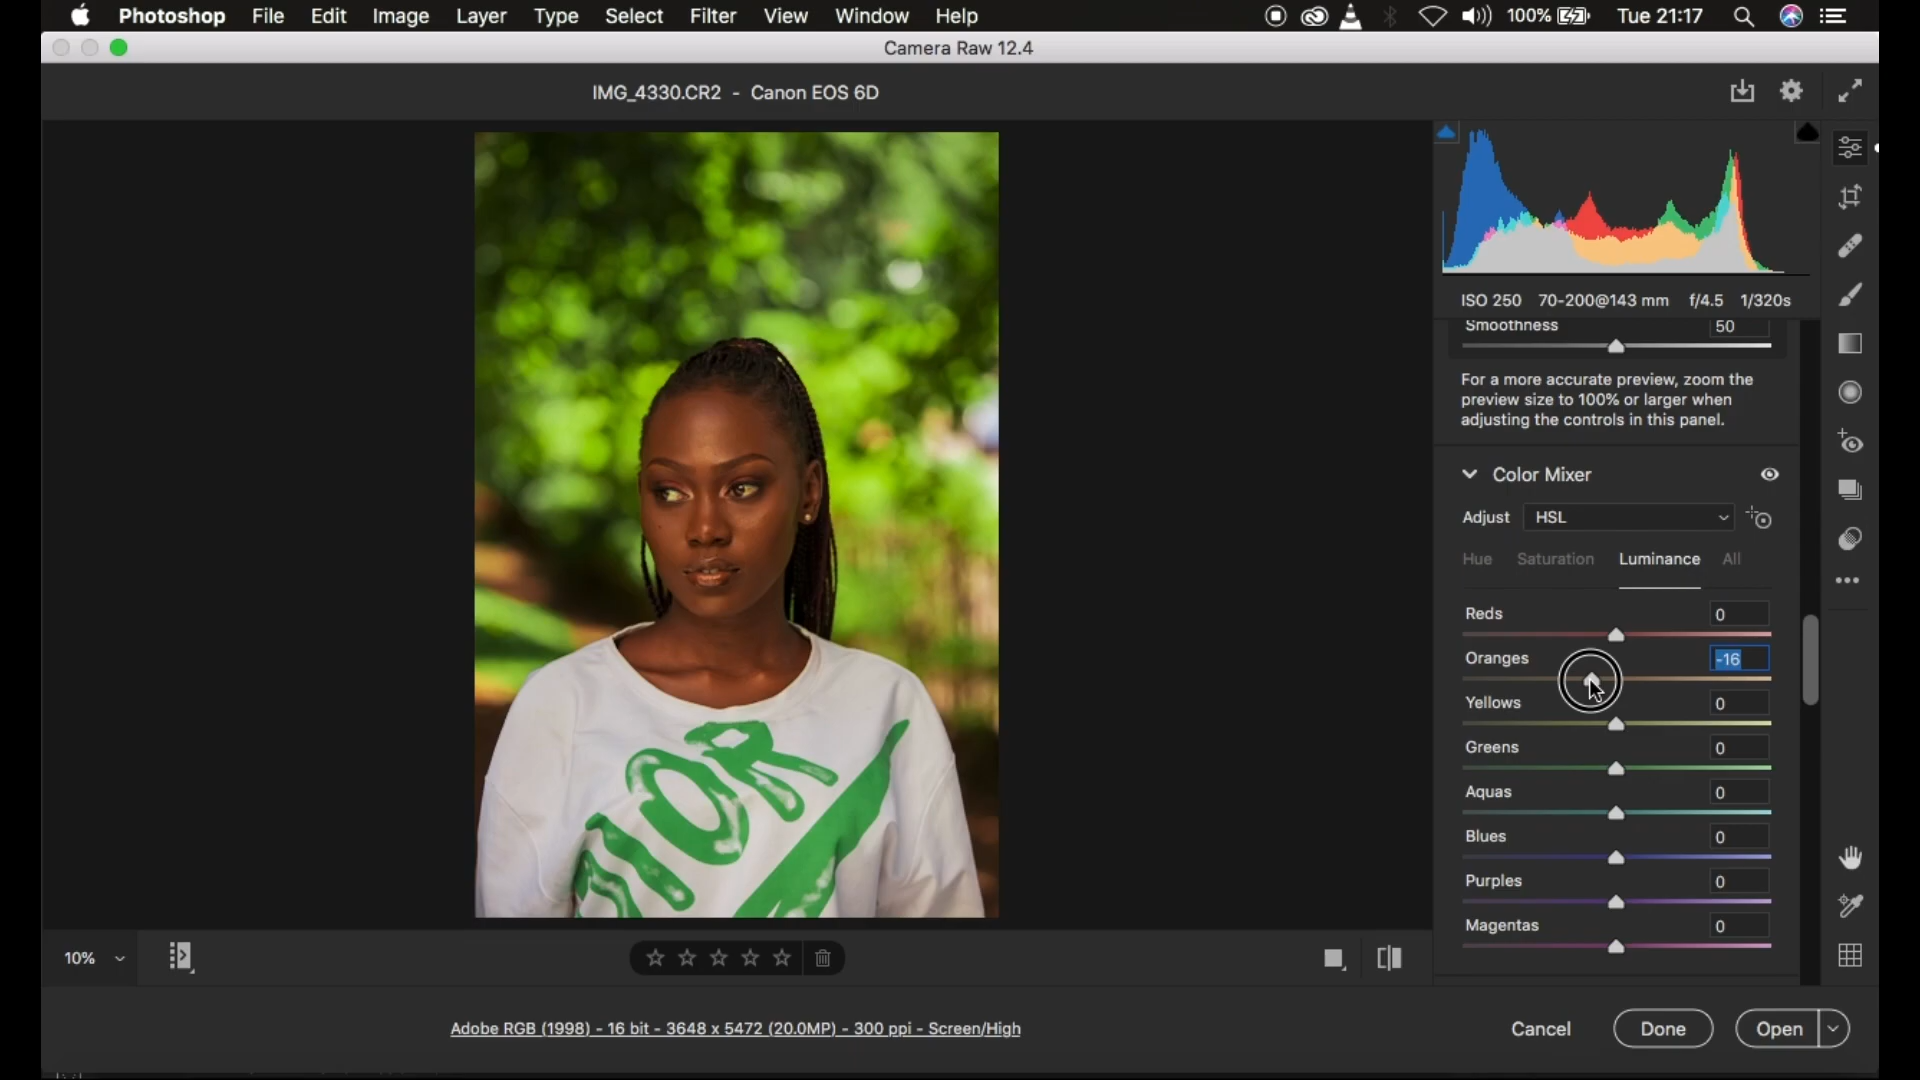 Photoshop File Edit Image Layer Type Select Filter View Window Help 100% Tue 21:17
Camera Raw 12.4
IMG_4330.CR2 - Canon EOS 6D
ISO 250 70-200@143 mm f/4.5 1/320s
Smoothness 50
For a more accurate preview, zoom the
preview size to 100% or larger when
adjusting the controls in this panel.
Color Mixer
Adjust HSL
Hue Saturation Luminance All
Reds 0
Oranges -16
Yellows 0
Greens 0
Aquas 0
Blues 0
Purples 0
Magentas 0
10%
Adobe RGB (1998) - 16 bit - 3648 x 5472 (20.0MP) - 300 ppi - Screen/High
Cancel Done Open